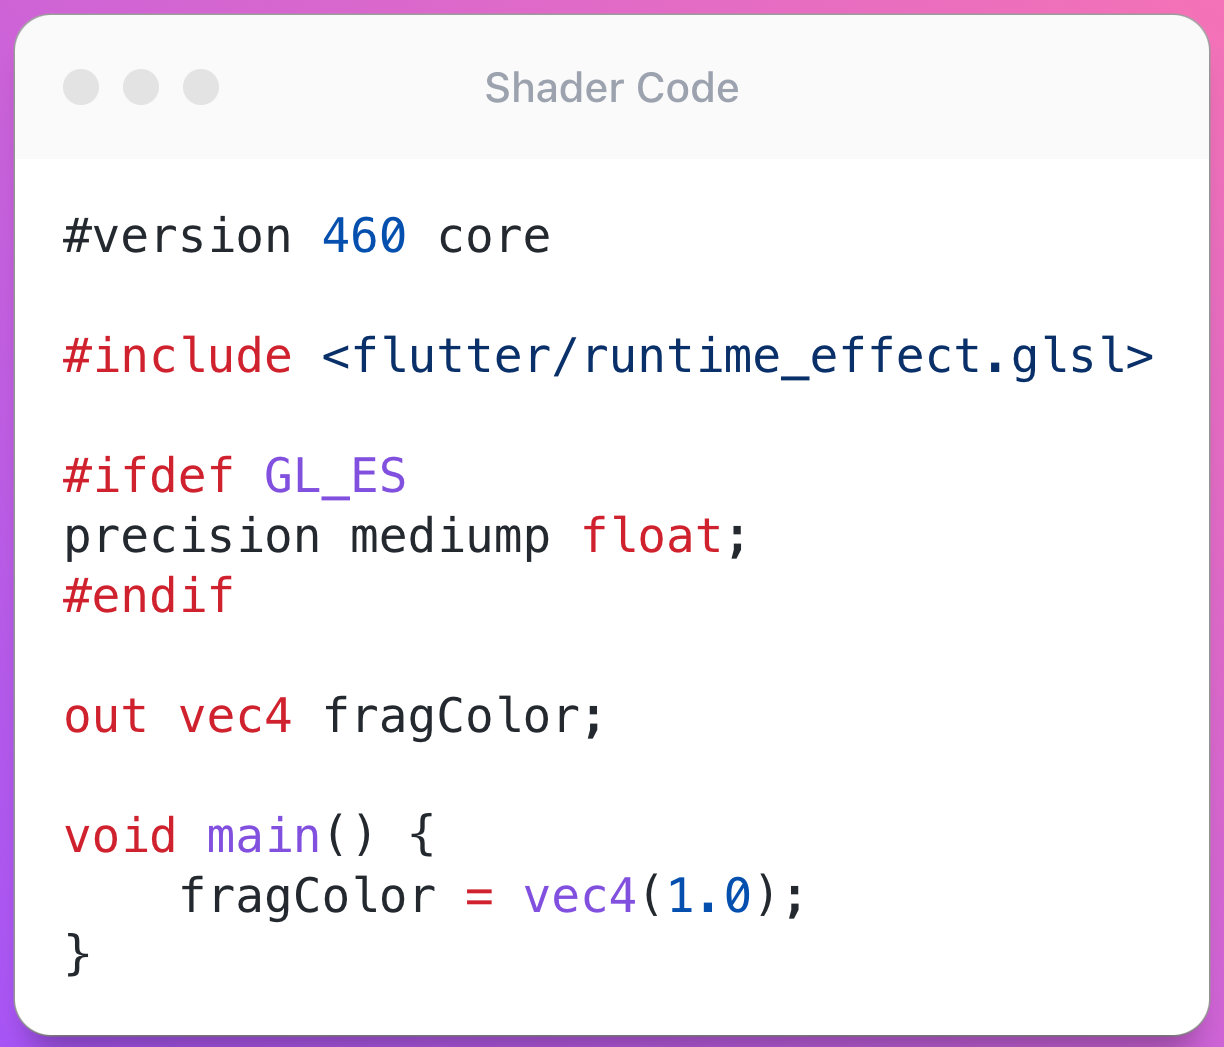 Shader Code
#version 460 core
#include <flutter/runtime_effect.glsl>
#ifdef GL_ES
precision mediump float;
#endif
out vec4 fragColor;
void main() {
    fragColor = vec4(1.0);
}